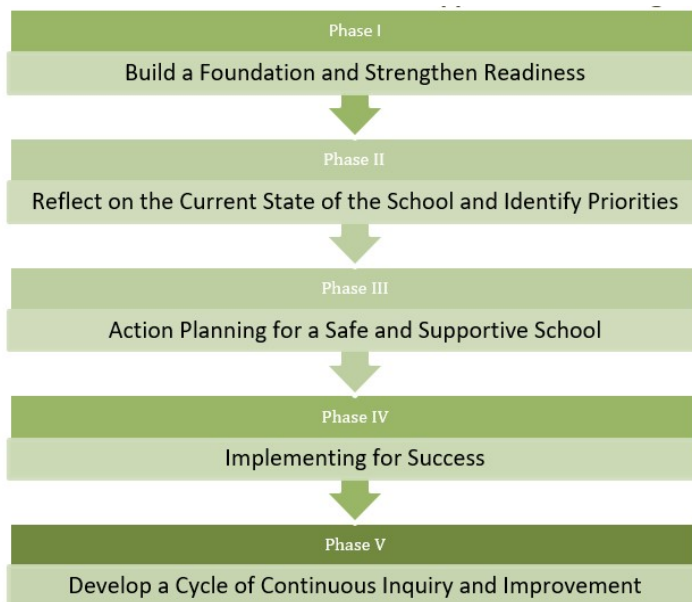 Phase I
Build a Foundation and Strengthen Readiness
Phase II
Reflect on the Current State of the School and Identify Priorities
Phase III
Action Planning for a Safe and Supportive School
Phase IV
Implementing for Success
Phase V
Develop a Cycle of Continuous Inquiry and Improvement